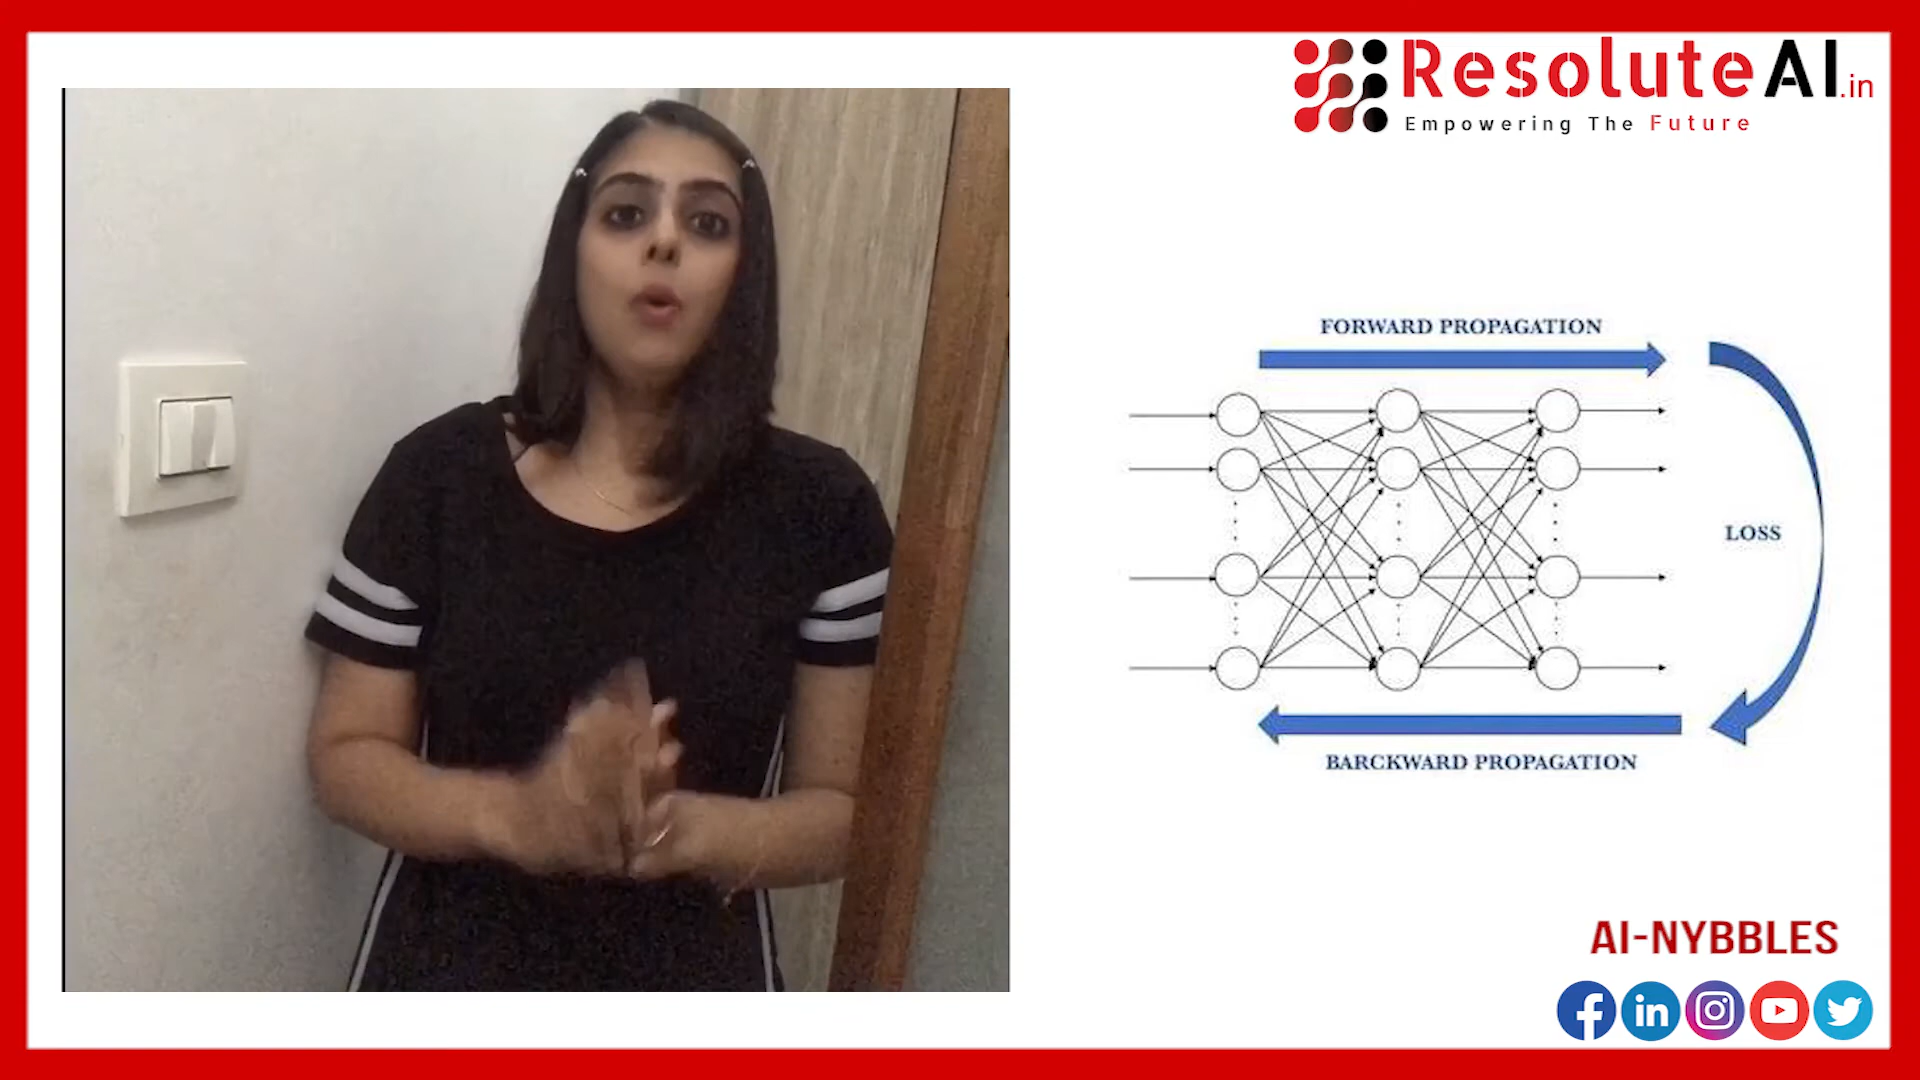 ResoluteAI.in
Empowering The Future
FORWARD PROPAGATION
LOSS
BARCKWARD PROPAGATION
AI-NYBBLES